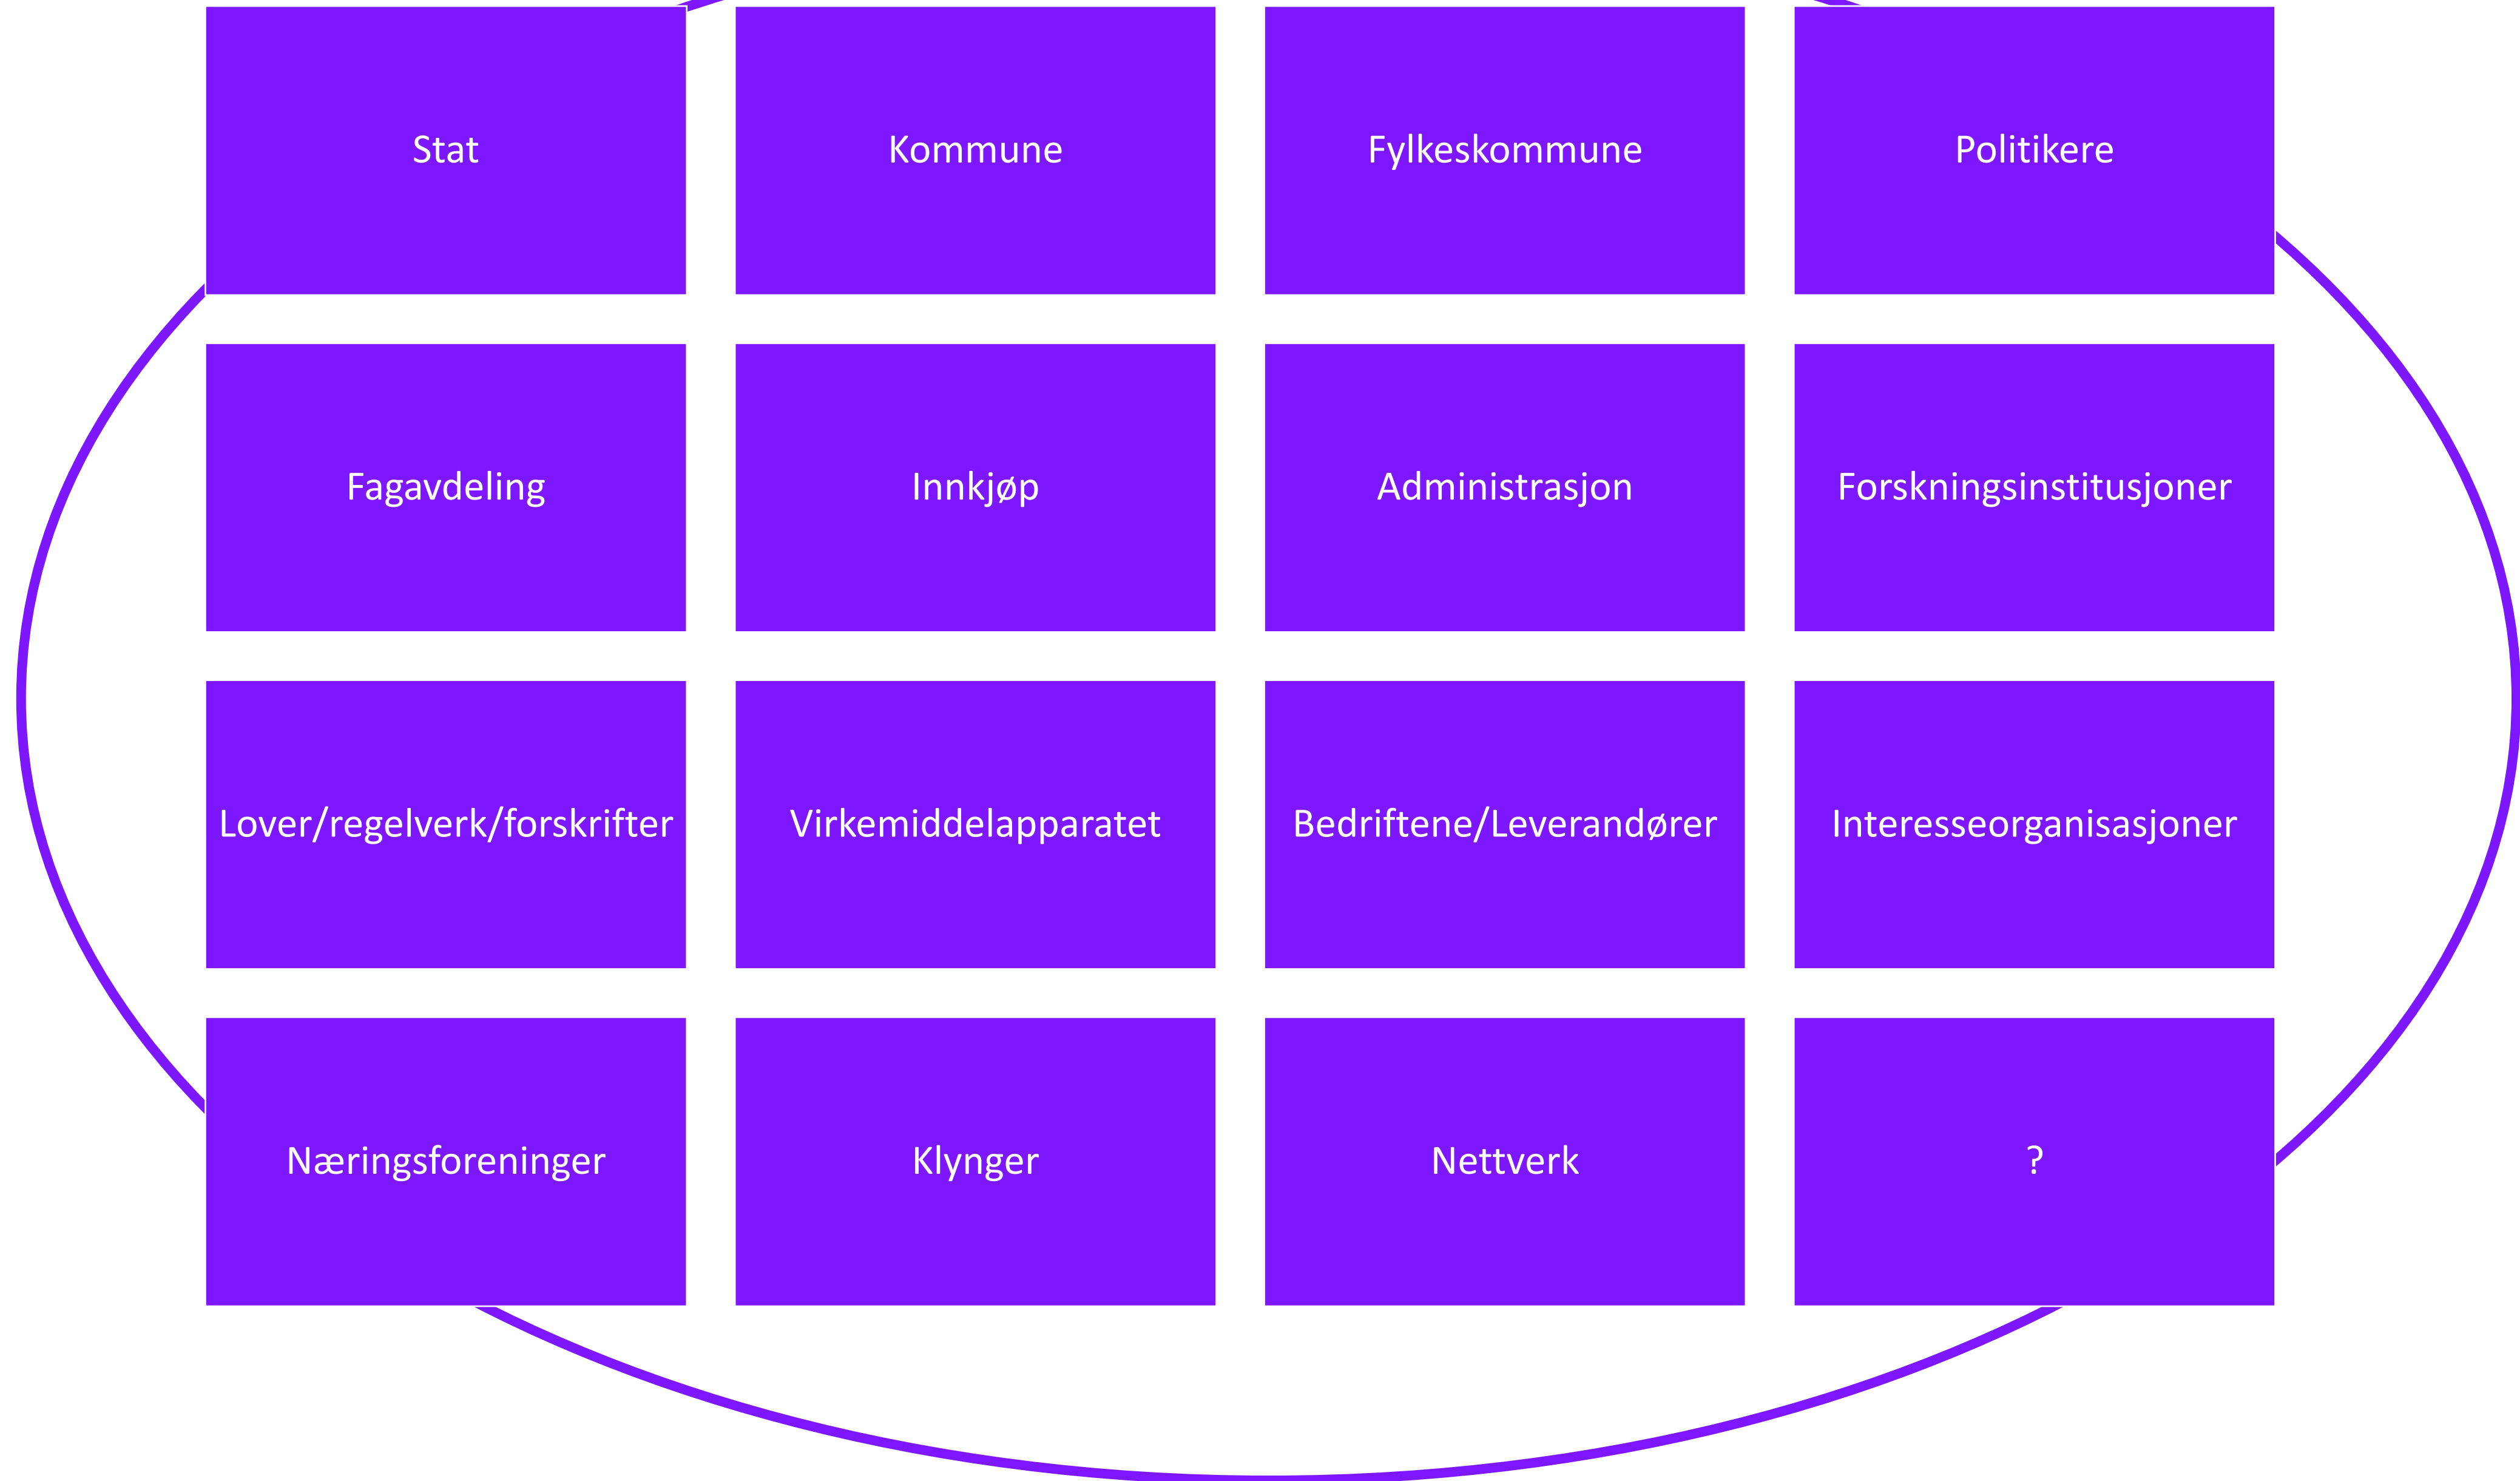 Stat
Kommune
Fylkeskommune
Politikere
Fagavdeling
Innkjøp
Administrasjon
Forskningsinstitusjoner
Lover/regelverk/forskrifter
Virkemiddelapparatet
Bedriftene/Leverandører
Interesseorganisasjoner
Næringsforeninger
Klynger
Nettverk
?